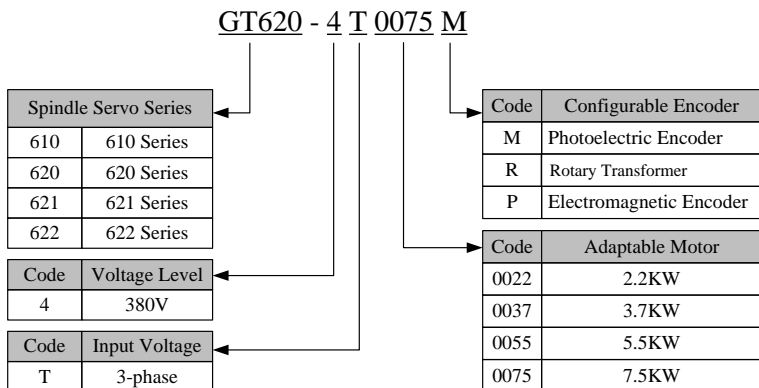 GT620 - 4 T 0075 M
Spindle Servo Series
610 610 Series
620 620 Series
621 621 Series
622 622 Series
Code Voltage Level
4 380V
Code Input Voltage
T 3-phase
Code Configurable Encoder
M Photoelectric Encoder
R Rotary Transformer
P Electromagnetic Encoder
Code Adaptable Motor
0022 2.2KW
0037 3.7KW
0055 5.5KW
0075 7.5KW